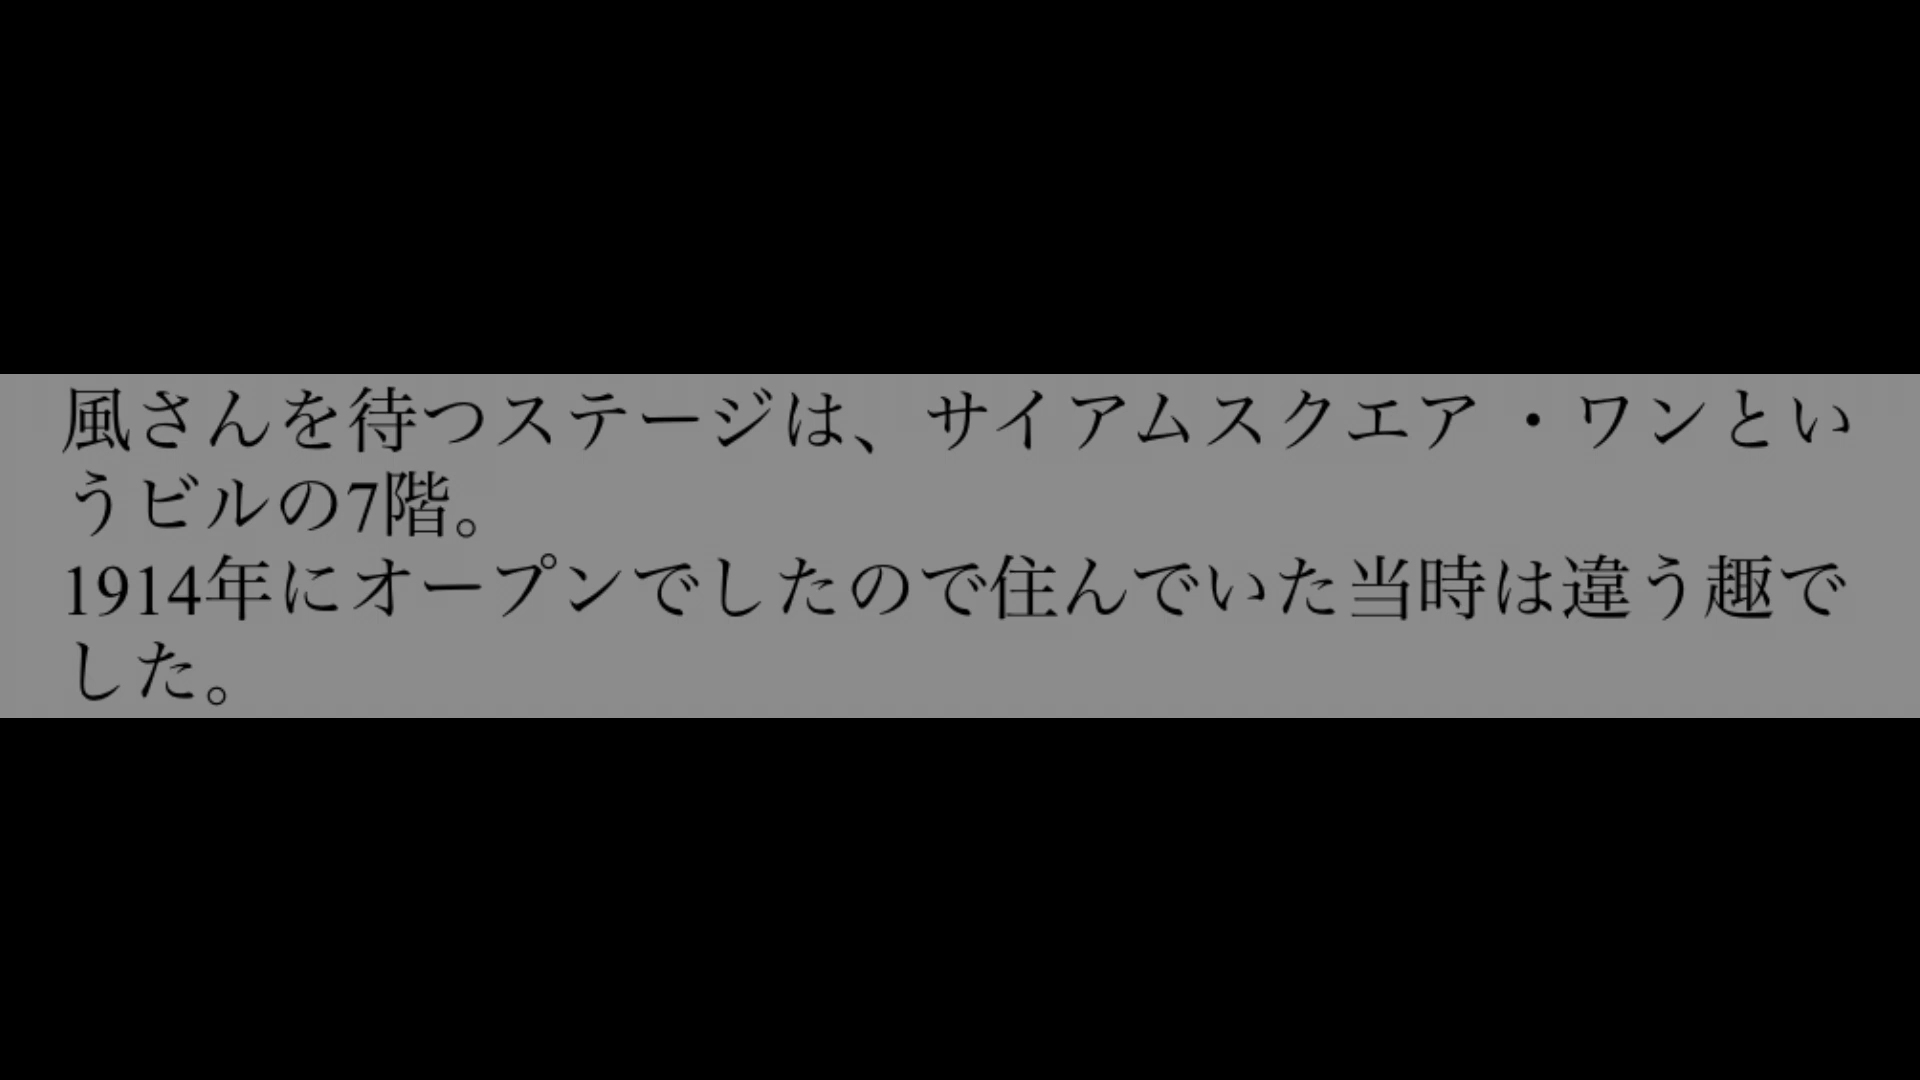 風さんを待つステージは、サイアムスクエア ・ワンとい
うビルの7階。
1914年にオープンでしたので住んでいた当時は違う趣で
した。